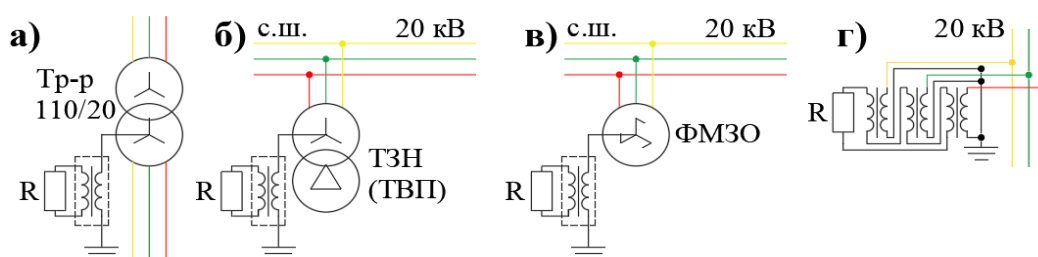 а)
Тр-р
110/20
R
б)
с.ш. 20 кВ
R
ТЗН
(ТВП)
в)
с.ш. 20 кВ
ФМЗО
R
г)
20 кВ
R